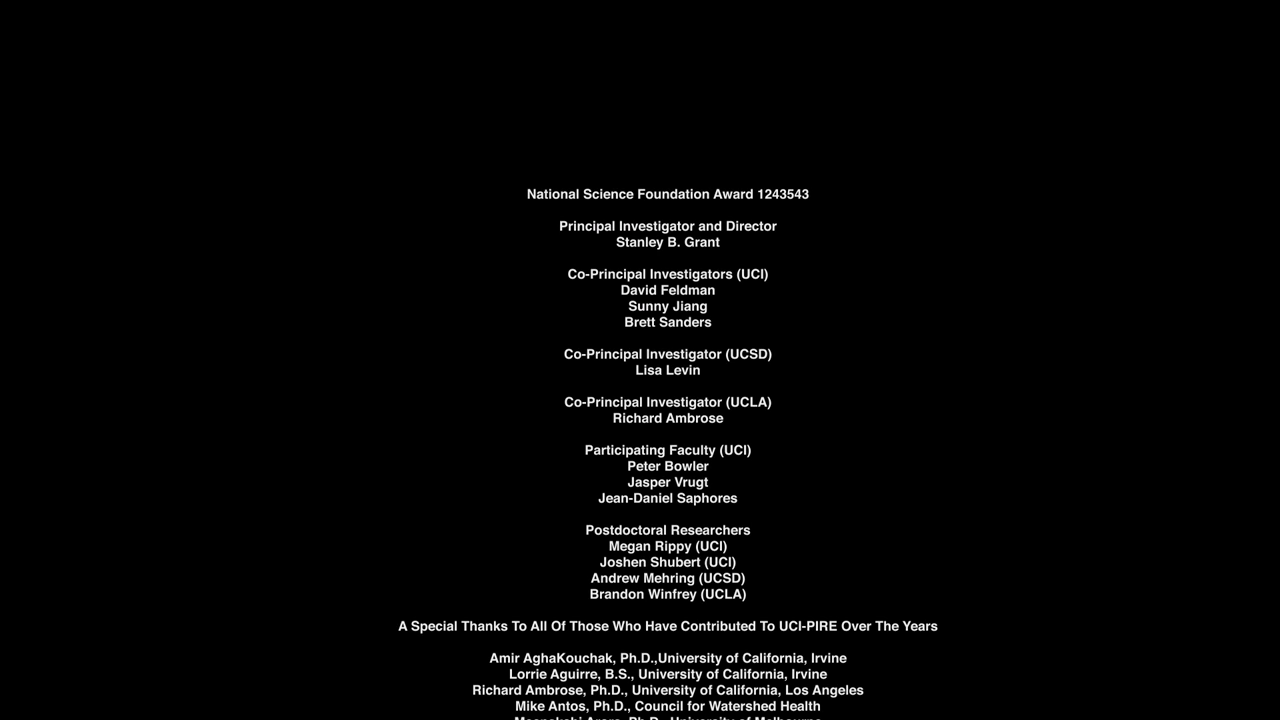 National Science Foundation Award 1243543
Principal Investigator and Director
Stanley B. Grant
Co-Principal Investigators (UCI)
David Feldman
Sunny Jiang
Brett Sanders
Co-Principal Investigator (UCSD)
Lisa Levin
Co-Principal Investigator (UCLA)
Richard Ambrose
Participating Faculty (UCI)
Peter Bowler
Jasper Vrugt
Jean-Daniel Saphores
Postdoctoral Researchers
Megan Rippy (UCI)
Joshen Shubert (UCI)
Andrew Mehring (UCSD)
Brandon Winfrey (UCLA)
A Special Thanks To All Of Those Who Have Contributed To UCI-PIRE Over The Years
Amir AghaKouchak, Ph.D.,University of California, Irvine
Lorrie Aguirre, B.S., University of California, Irvine
Richard Ambrose, Ph.D., University of California, Los Angeles
Mike Antos, Ph.D., Council for Watershed Health